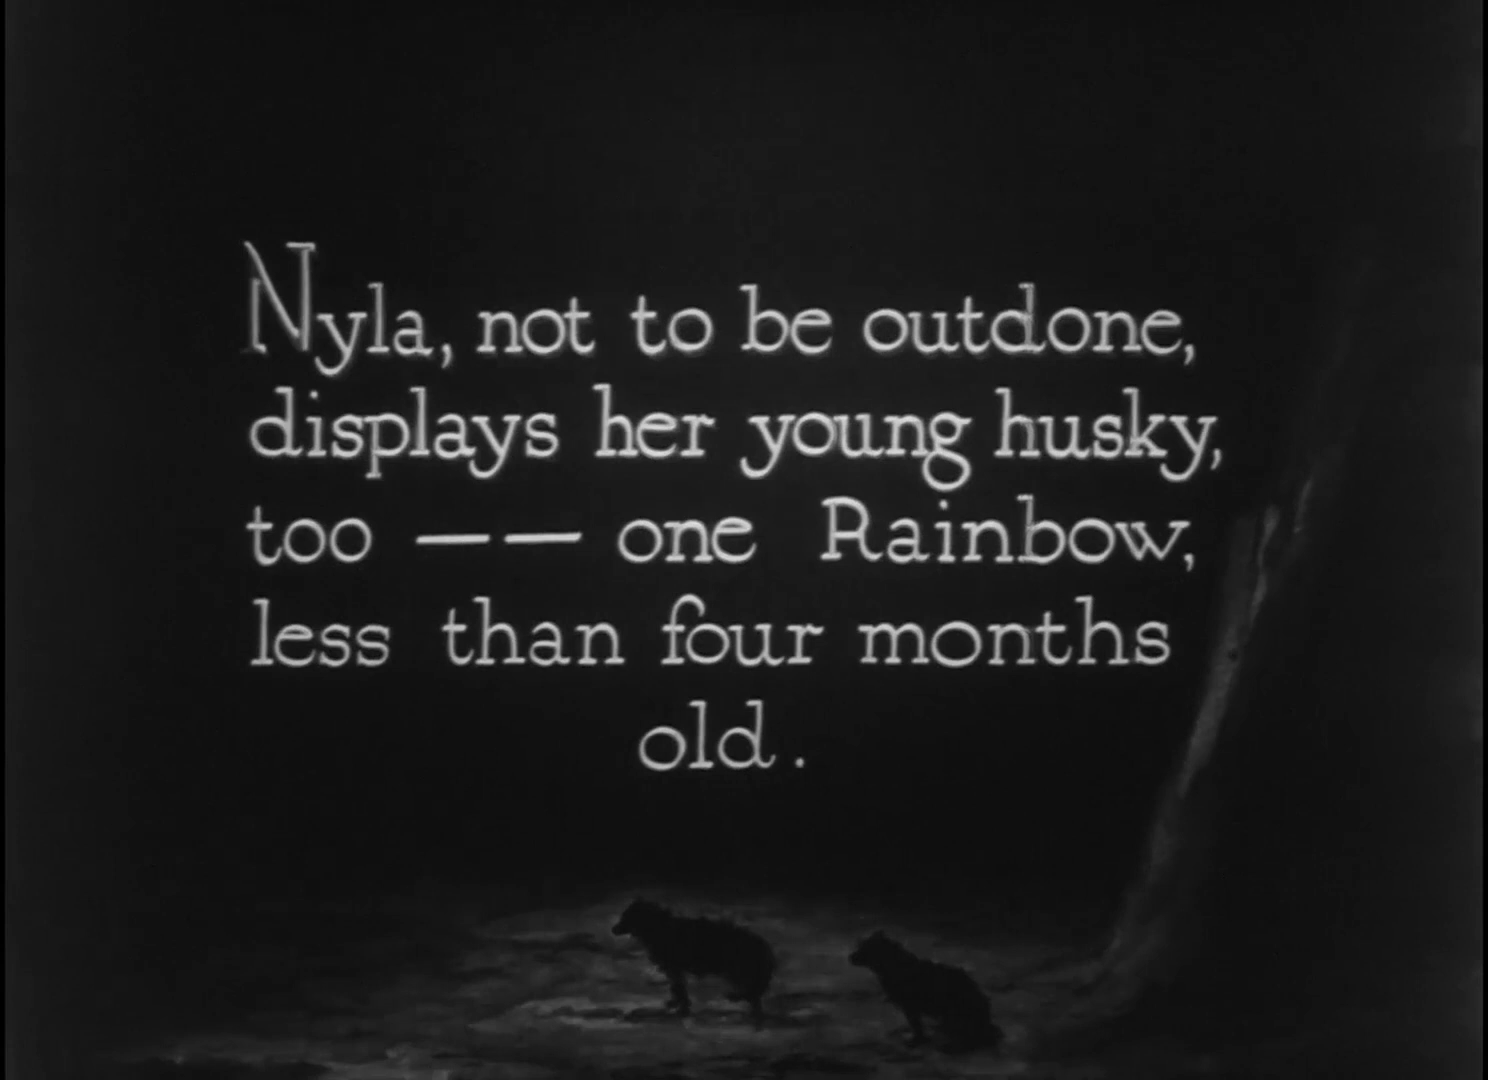 Nyla, not to be outdone,
displays her young husky,
too —— one Rainbow,
less than four months
old.